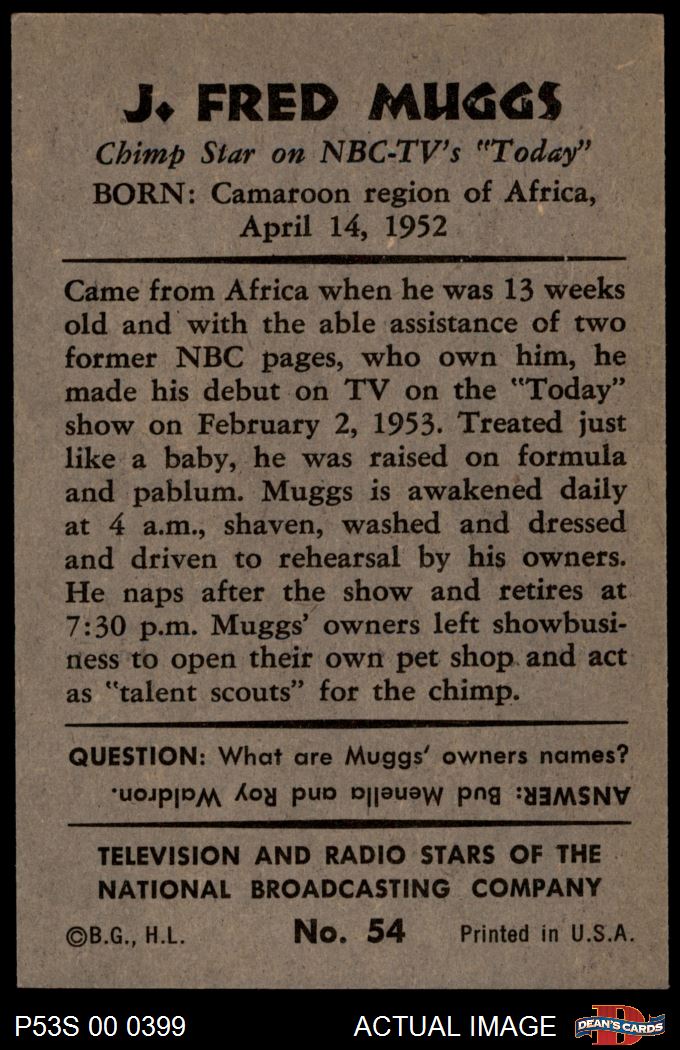 J. FRED MUGGS
Chimp Star on NBC-TV's "Today"
BORN: Camaroon region of Africa,
April 14, 1952
Came from Africa when he was 13 weeks
old and with the able assistance of two
former NBC pages, who own him, he
made his debut on TV on the "Today"
show on February 2, 1953. Treated just
like a baby, he was raised on formula
and pablum. Muggs is awakened daily
at 4 a.m., shaven, washed and dressed
and driven to rehearsal by his owners.
He naps after the show and retires at
7:30 p.m. Muggs' owners left showbusi-
ness to open their own pet shop and act
as "talent scouts" for the chimp.
QUESTION: What are Muggs' owners names?
ANSWER: Bud Menella and Roy Waldron.
TELEVISION AND RADIO STARS OF THE
NATIONAL BROADCASTING COMPANY
©B.G., H.L. No. 54 Printed in U.S.A.
P53S 00 0399 ACTUAL IMAGE D DEAN'S CARDS